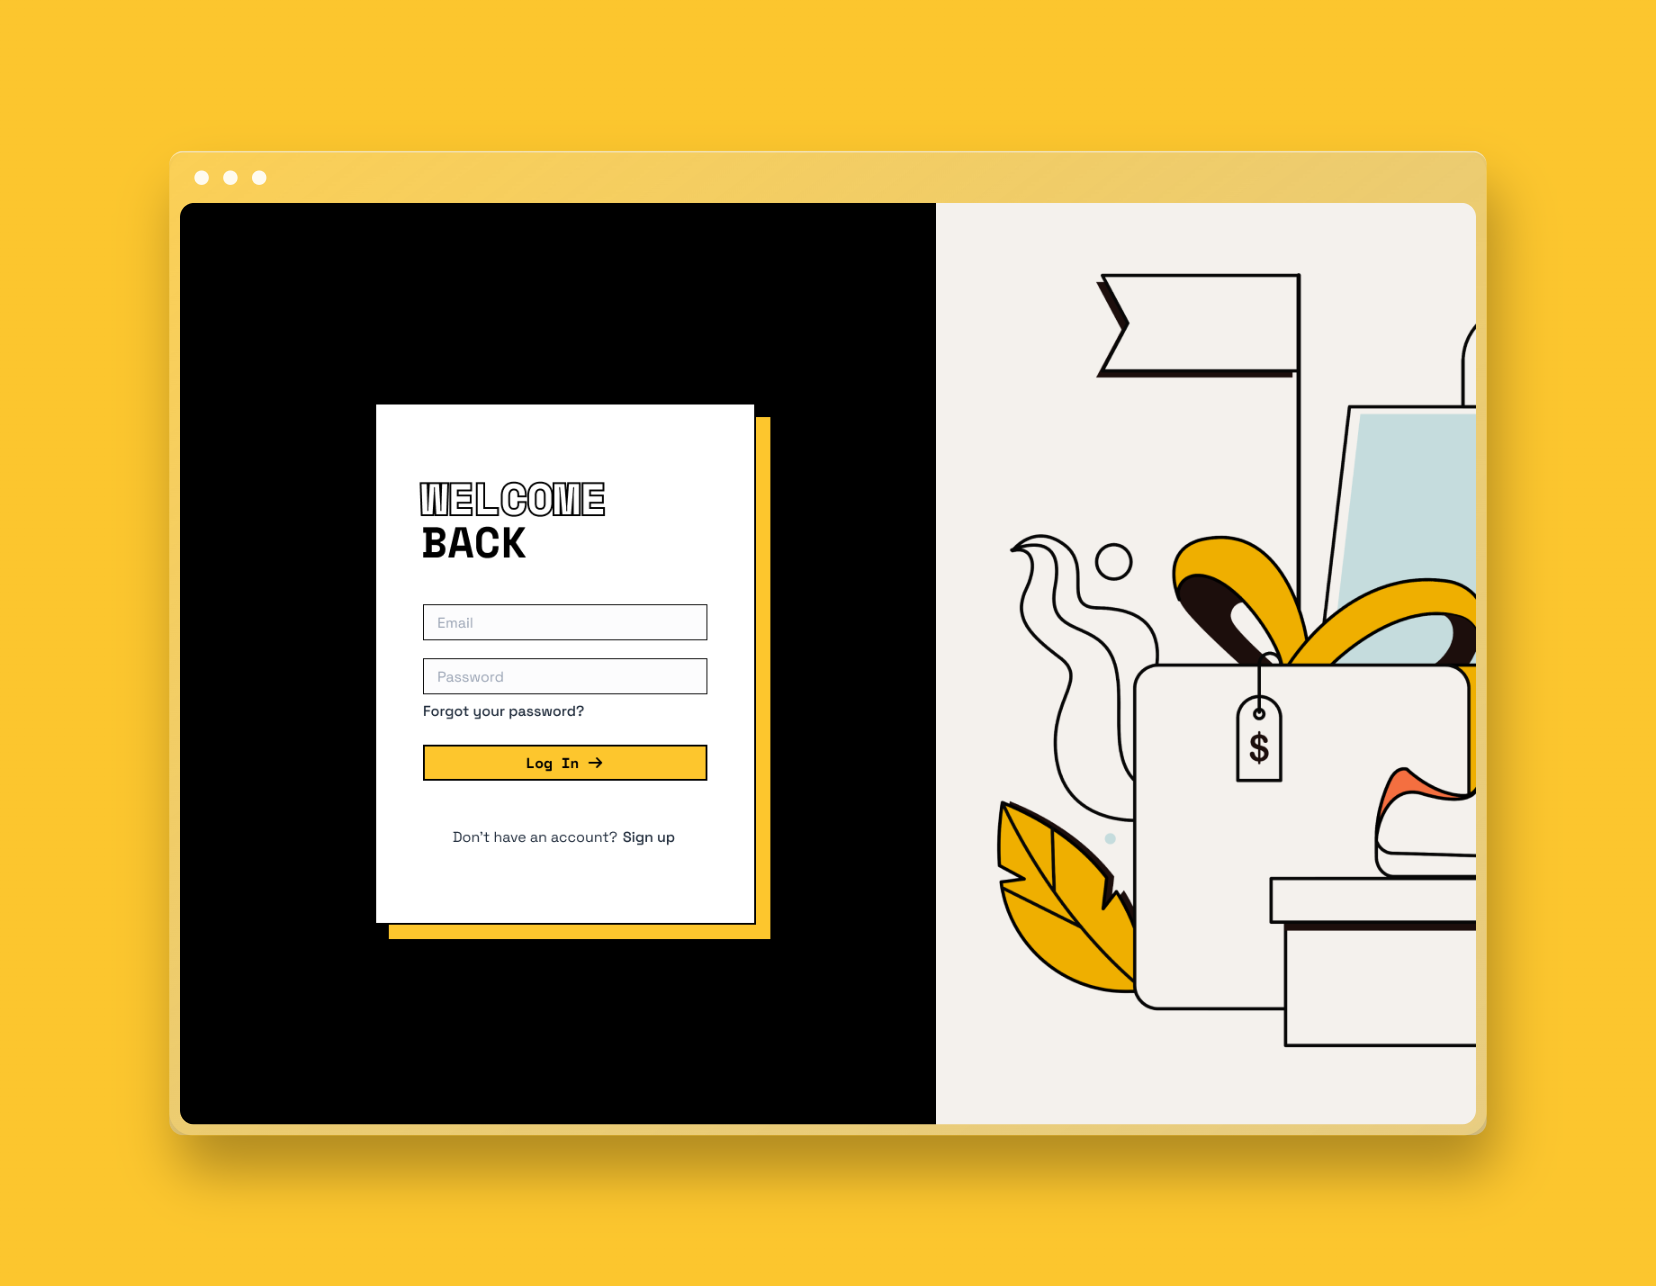 WELCOME
BACK
Email
Password
Forgot your password?
Log In →
Don't have an account? Sign up
$